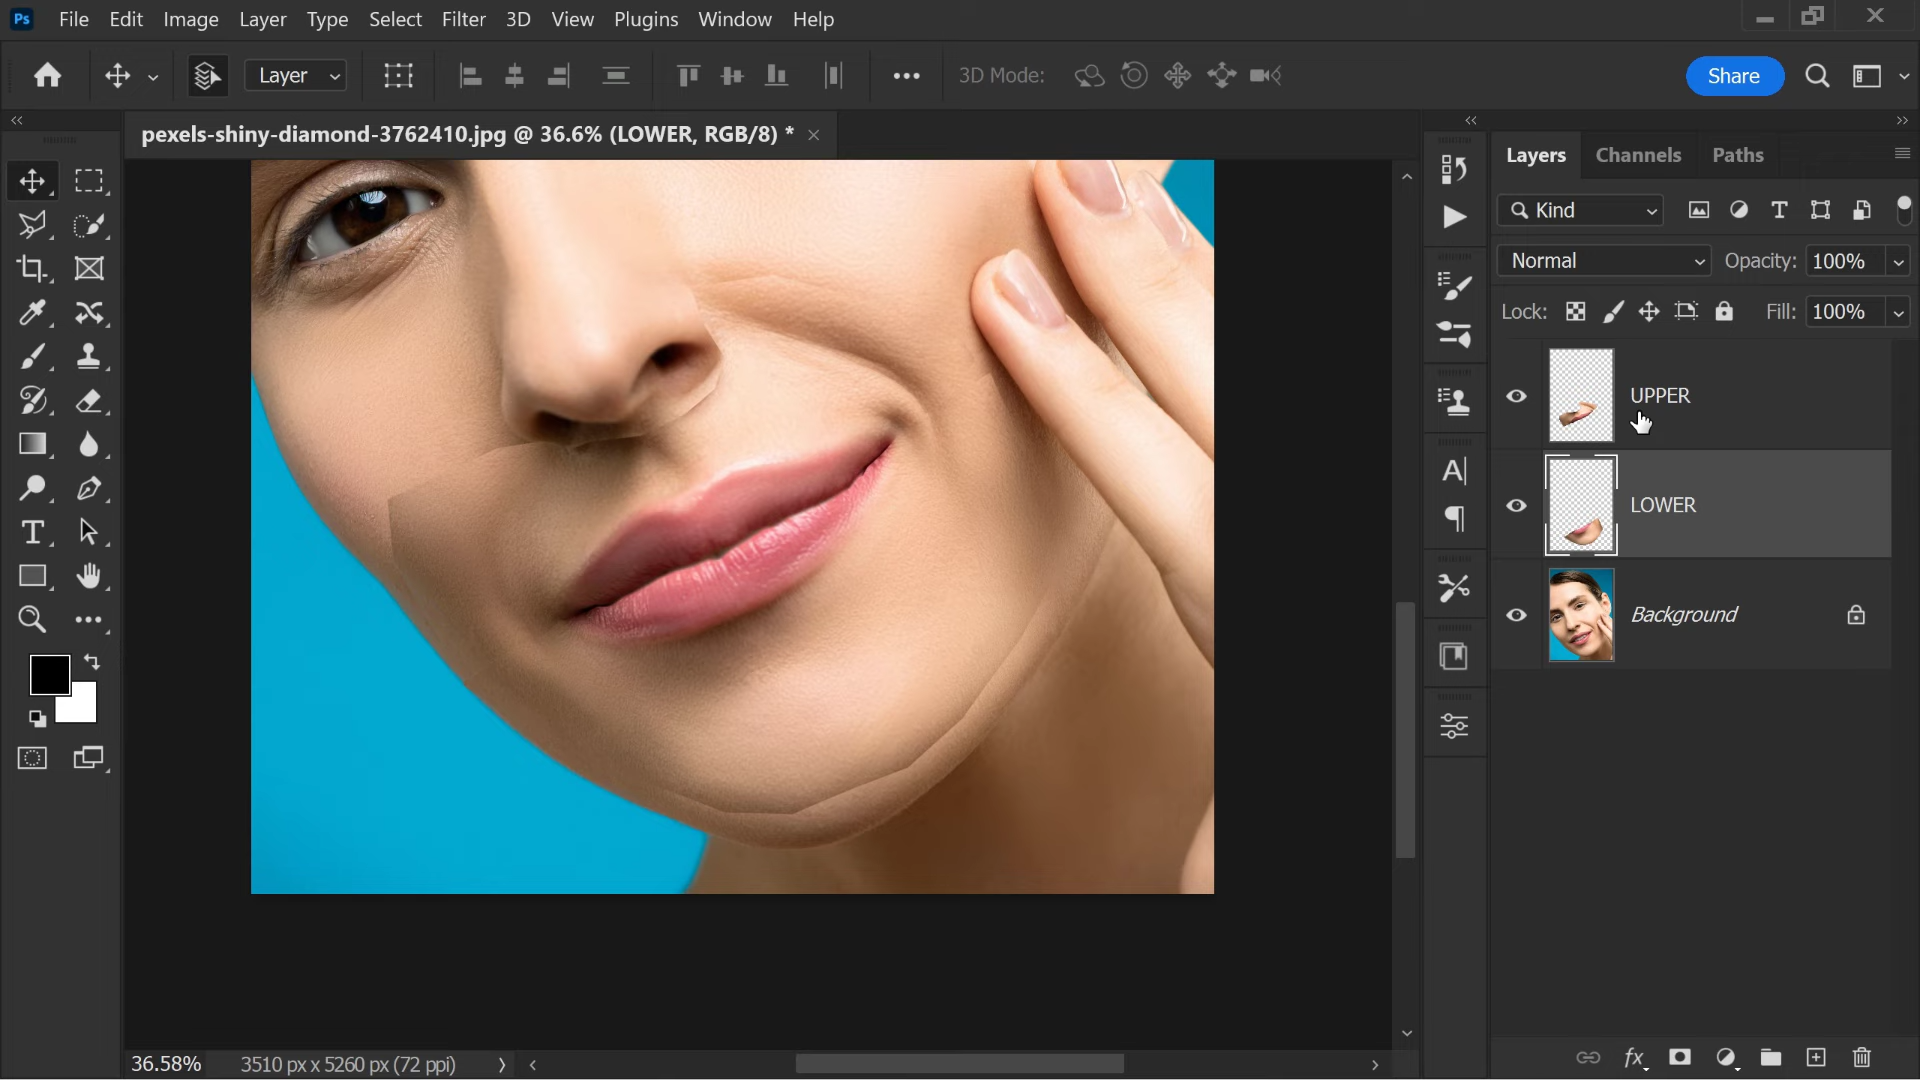 Ps File Edit Image Layer Type Select Filter 3D View Plugins Window Help
Layer 3D Mode: Share
pexels-shiny-diamond-3762410.jpg @ 36.6% (LOWER, RGB/8) *
Layers Channels Paths
Kind
Normal Opacity: 100%
Lock: Fill: 100%
UPPER
LOWER
Background
36.58% 3510 px x 5260 px (72 ppi)